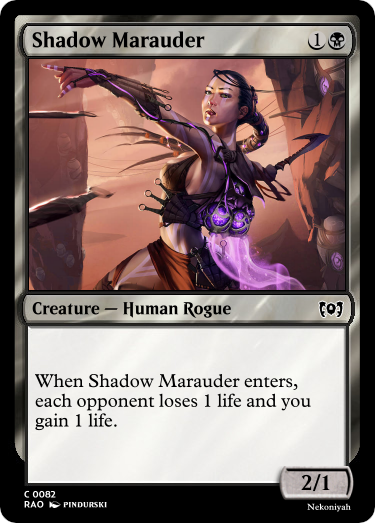 Shadow Marauder 1
Creature — Human Rogue
When Shadow Marauder enters,
each opponent loses 1 life and you
gain 1 life.
2/1
C 0082
RAO PINDURSKI
Nekoniyah